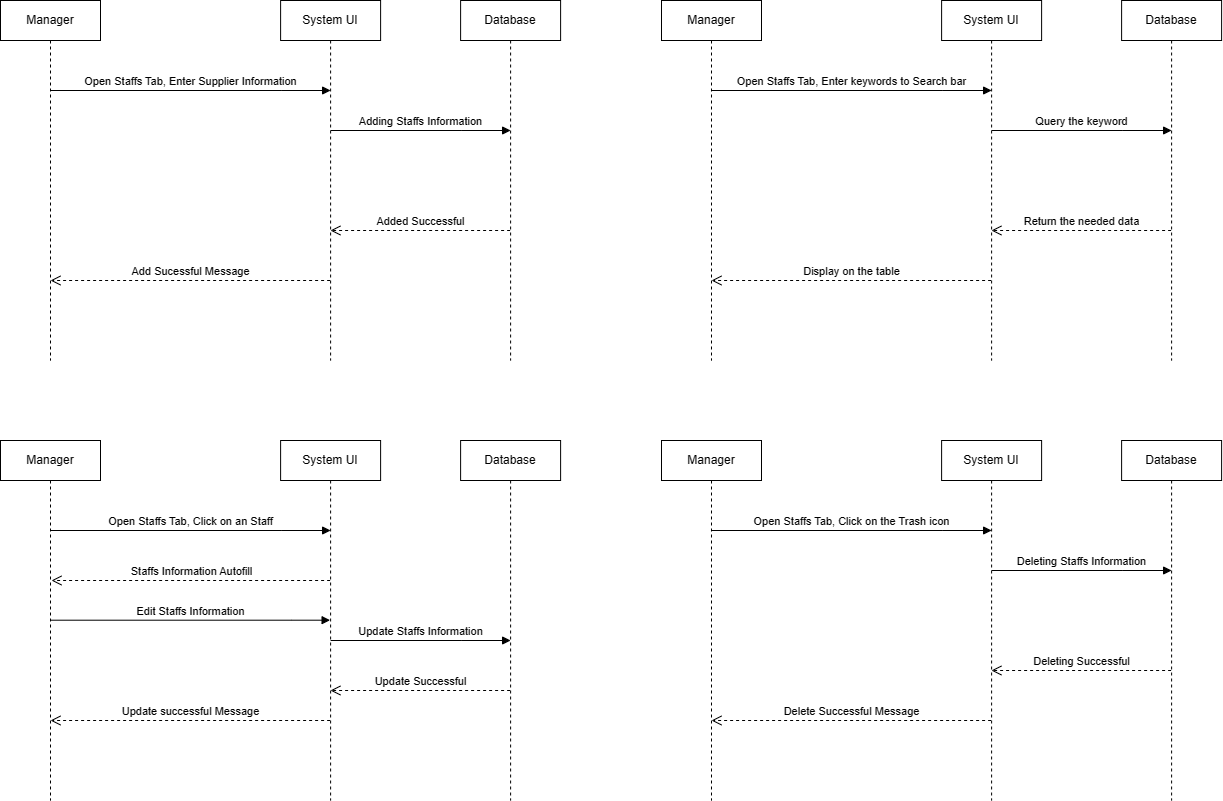 Manager
System UI
Database
Open Staffs Tab, Enter Supplier Information
Adding Staffs Information
Added Successful
Add Sucessful Message
Manager
System UI
Database
Open Staffs Tab, Enter keywords to Search bar
Query the keyword
Return the needed data
Display on the table
Manager
System UI
Database
Open Staffs Tab, Click on an Staff
Staffs Information Autofill
Edit Staffs Information
Update Staffs Information
Update Successful
Update successful Message
Manager
System UI
Database
Open Staffs Tab, Click on the Trash icon
Deleting Staffs Information
Deleting Successful
Delete Successful Message